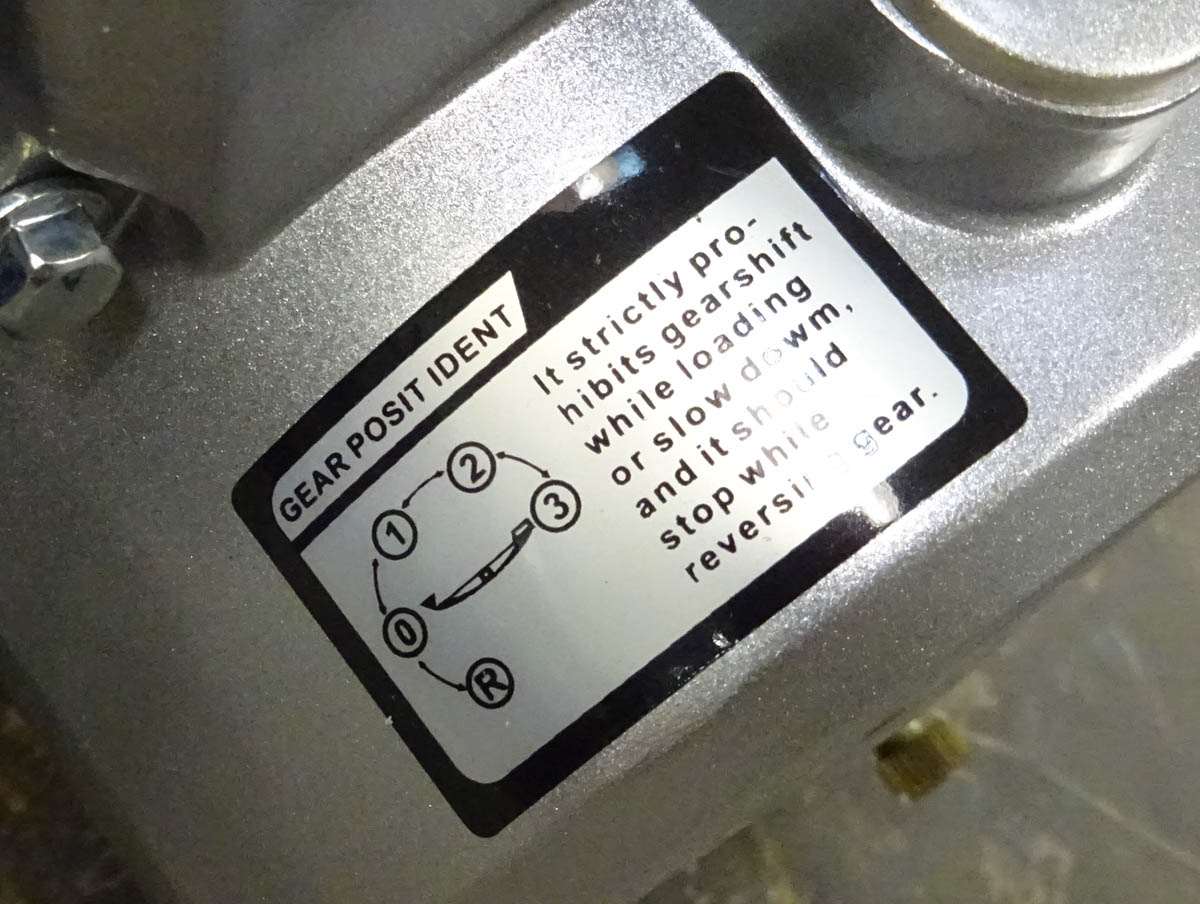 GEAR POSIT IDENT
2
1
3
0
R
It strictly pro-
hibits gearshift
while loading
or slow dowm,
and it should
stop while
reversing gear.